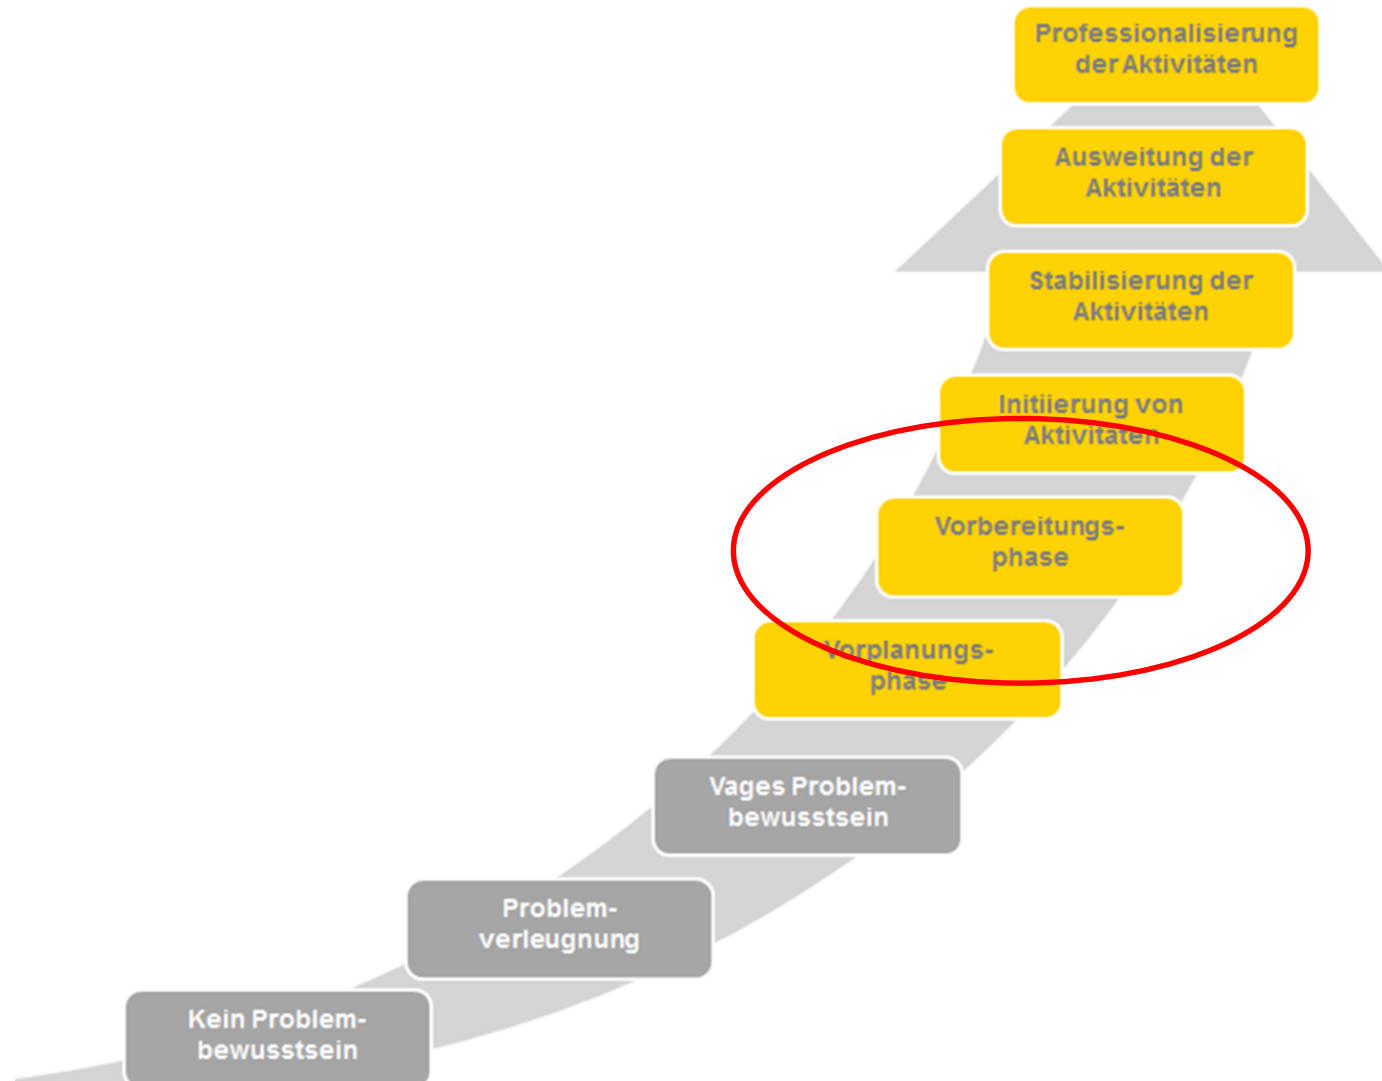 Professionalisierung
der Aktivitäten
Ausweitung der
Aktivitäten
Stabilisierung der
Aktivitäten
Initiierung von
Aktivitäten
Vorbereitungs-
phase
Vorplanungs-
phase
Vages Problem-
bewusstsein
Problem-
verleugnung
Kein Problem-
bewusstsein